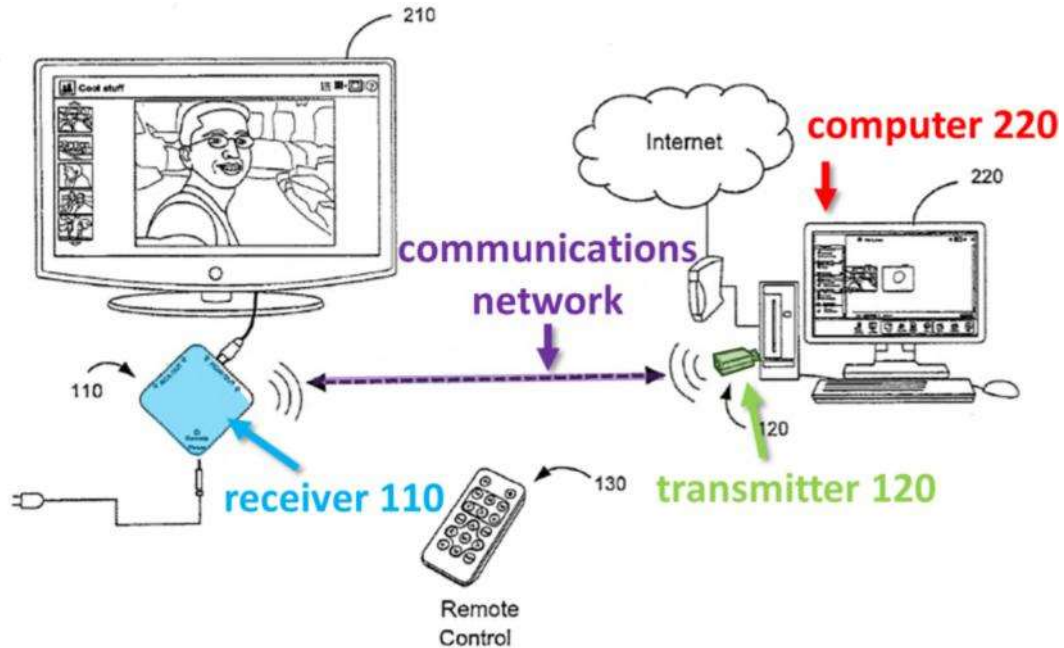 210
Cool stuff
Internet
computer 220
220
communications
network
110
120
receiver 110
130
transmitter 120
Remote
Control